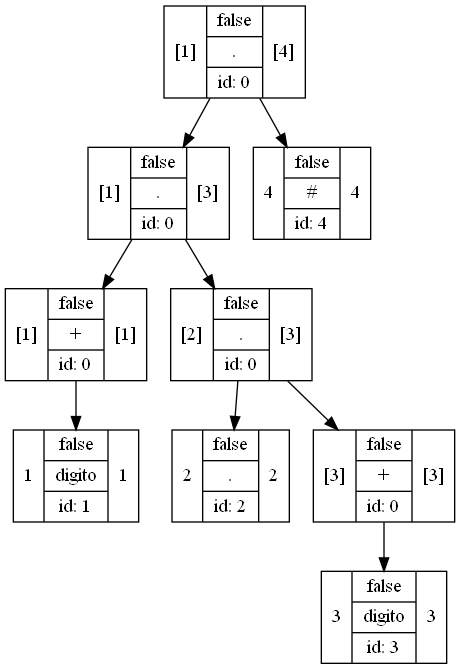 false
[1] . [4]
id: 0
false false
[1] . [3] 4 # 4
id: 0 id: 4
false false
[1] + [1] [2] . [3]
id: 0 id: 0
false false false
1 digito 1 2 . 2 [3] + [3]
id: 1 id: 2 id: 0
false
3 digito 3
id: 3